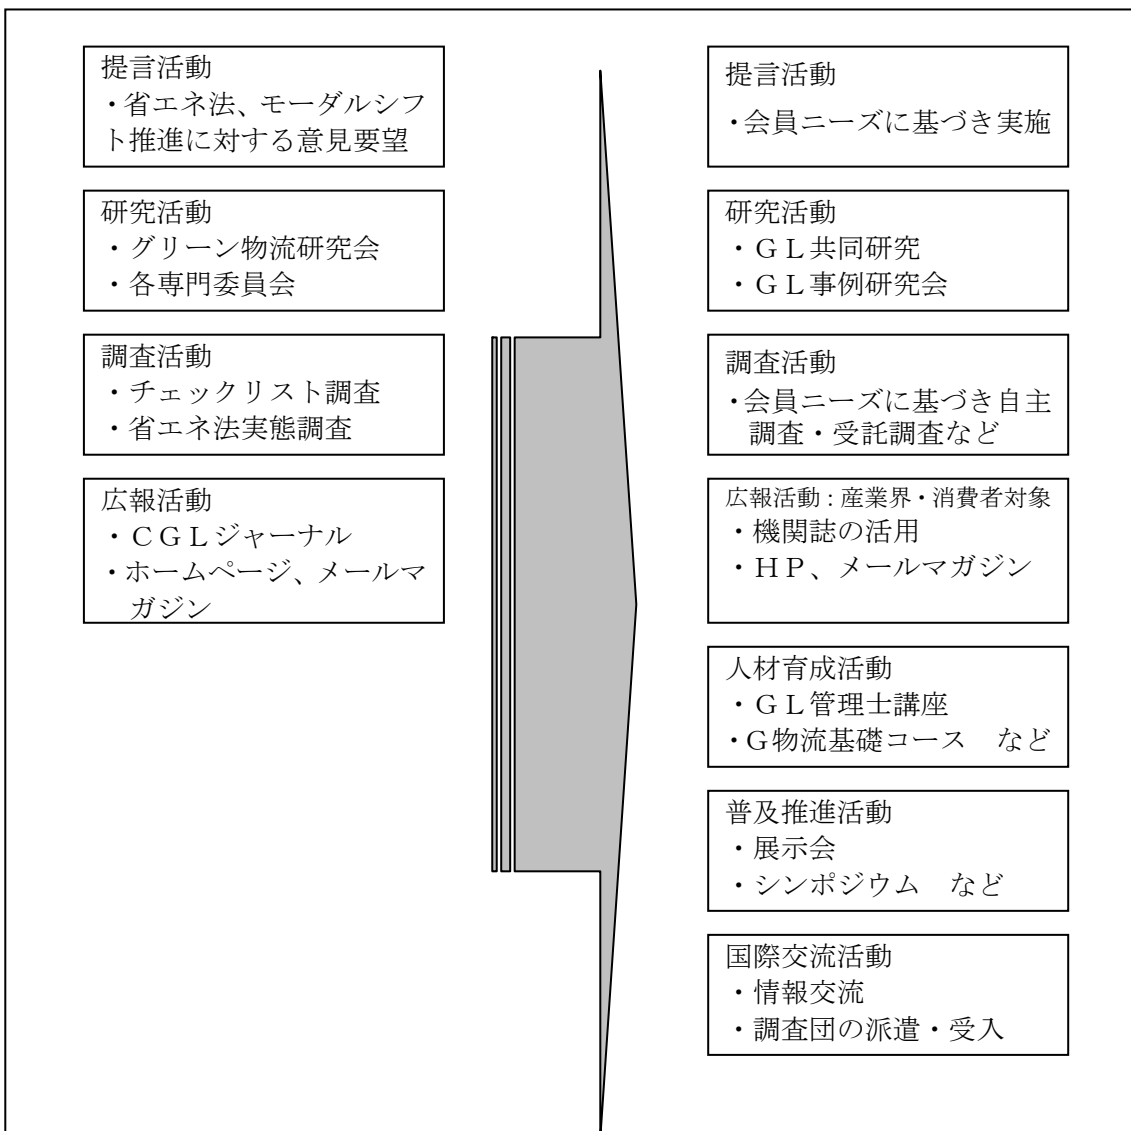 提言活動
・省エネ法、モーダルシフ
ト推進に対する意見要望
研究活動
・グリーン物流研究会
・各専門委員会
調査活動
・チェックリスト調査
・省エネ法実態調査
広報活動
・ＣＧＬジャーナル
・ホームページ、メールマ
ガジン
提言活動
・会員ニーズに基づき実施
研究活動
・ＧＬ共同研究
・ＧＬ事例研究会
調査活動
・会員ニーズに基づき自主
調査・受託調査など
広報活動：産業界・消費者対象
・機関誌の活用
・ＨＰ、メールマガジン
人材育成活動
・ＧＬ管理士講座
・Ｇ物流基礎コース　など
普及推進活動
・展示会
・シンポジウム　など
国際交流活動
・情報交流
・調査団の派遣・受入